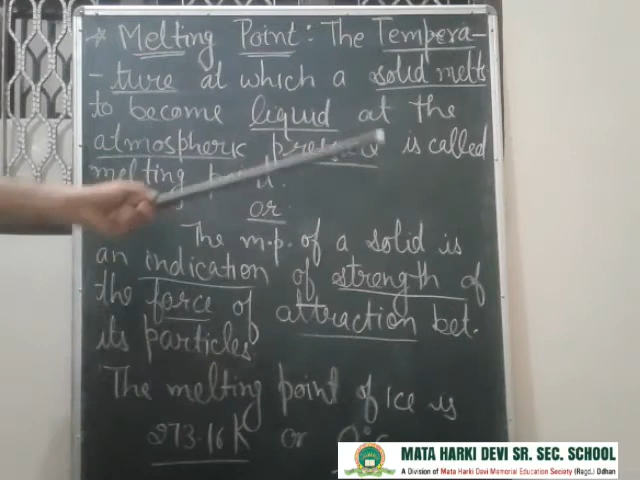 * Melting Point: The Tempera-
-ture at which a solid melts
to become liquid at the
atmospheric pressure is called
melting point.
or
The m.p. of a solid is
an indication of strength of
the force of attraction bet.
its particles
The melting point of ice is
273.16K or 0°C
MATA HARKI DEVI SR. SEC. SCHOOL
A Division of Mata Harki Devi Memorial Education Society (Regd.) Odhan